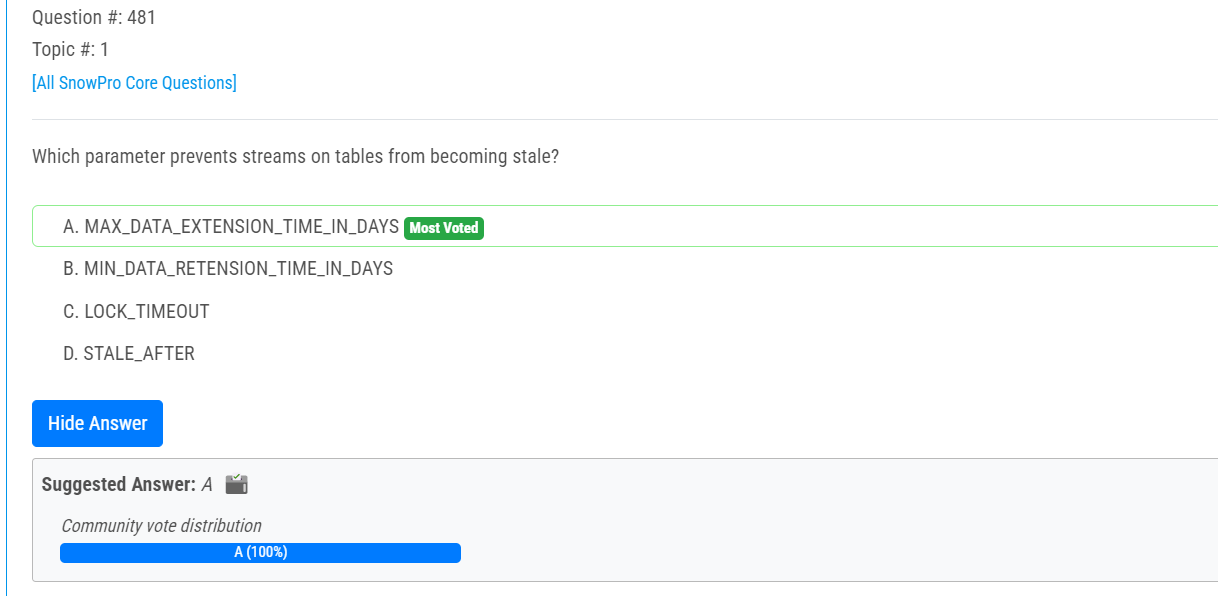 Question #: 481
Topic #: 1
[All SnowPro Core Questions]
Which parameter prevents streams on tables from becoming stale?
A. MAX_DATA_EXTENSION_TIME_IN_DAYS Most Voted
B. MIN_DATA_RETENSION_TIME_IN_DAYS
C. LOCK_TIMEOUT
D. STALE_AFTER
Hide Answer
Suggested Answer: A
Community vote distribution
A (100%)